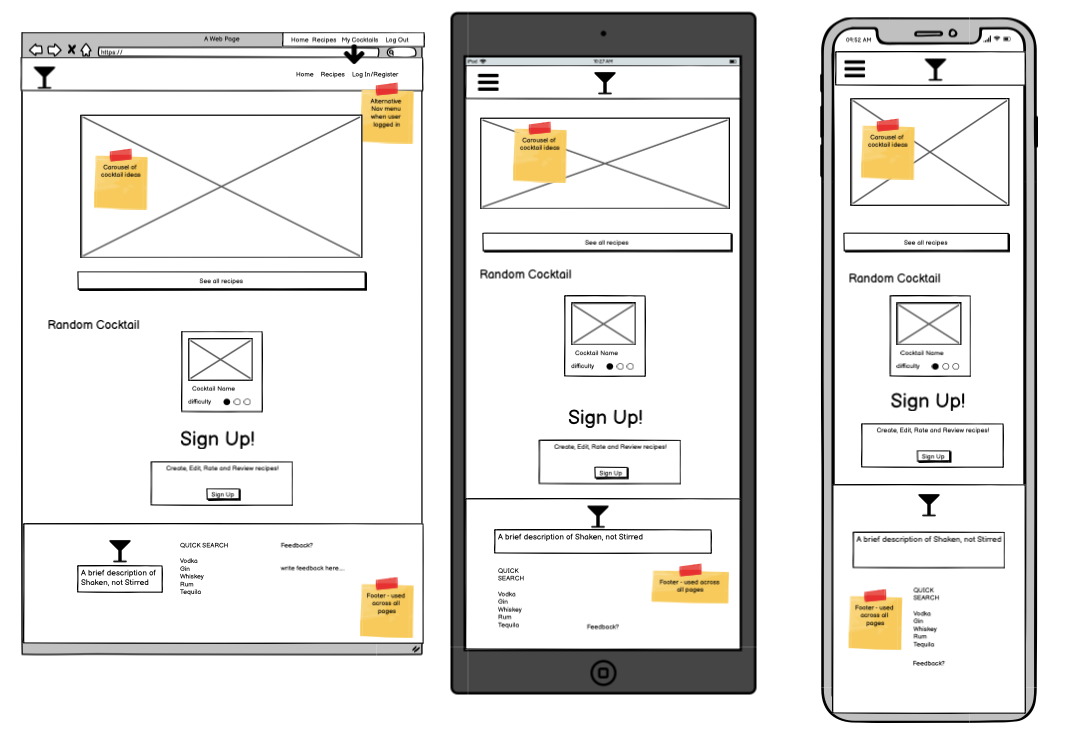 A Web Page
Home Recipes My Cocktails Log Out
https://
Home Recipes Log In/Register
Alternative
Nav menu
when user
logged in
Carousel of
cocktail ideas
See all recipes
Random Cocktail
Cocktail Name
difficulty
Sign Up!
Create, Edit, Rate and Review recipes!
Sign Up
A brief description of
Shaken, not Stirred
QUICK SEARCH
Vodka
Gin
Whiskey
Rum
Tequila
Feedback?
write feedback here....
Footer - used
across all
pages
iPod
10:27 AM
Carousel of
cocktail ideas
See all recipes
Random Cocktail
Cocktail Name
difficulty
Sign Up!
Create, Edit, Rate and Review recipes!
Sign Up
A brief description of Shaken, not Stirred
QUICK
SEARCH
Vodka
Gin
Whiskey
Rum
Tequila
Feedback?
Footer - used across
all pages
09:52 AM
Carousel of
cocktail ideas
See all recipes
Random Cocktail
Cocktail Name
difficulty
Sign Up!
Create, Edit, Rate and Review recipes!
Sign Up
A brief description of Shaken, not Stirred
Footer - used
across all
pages
QUICK
SEARCH
Vodka
Gin
Whiskey
Rum
Tequila
Feedback?